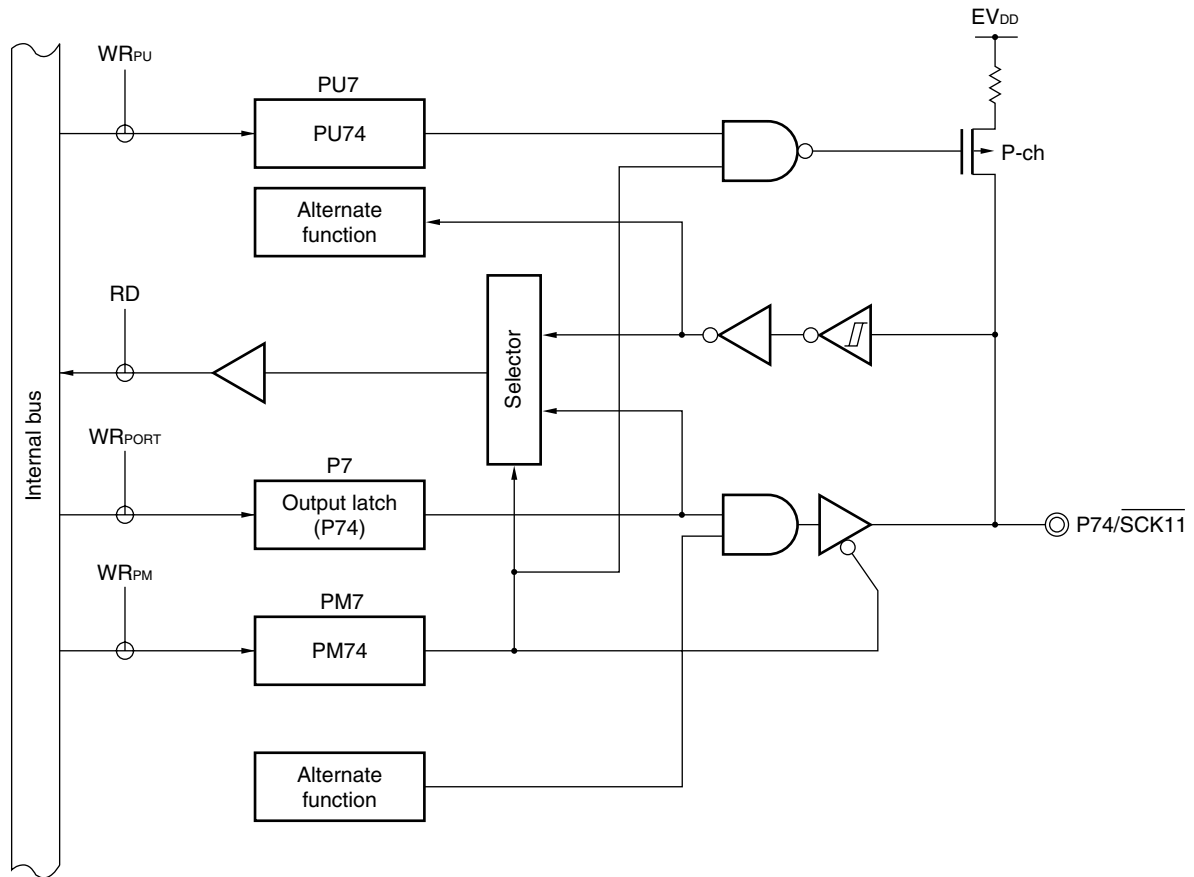 EVDD
WRPU
PU7
PU74
P-ch
Alternate
function
RD
Selector
Internal bus
WRPORT
P7
Output latch
(P74)
P74/SCK11
WRPM
PM7
PM74
Alternate
function